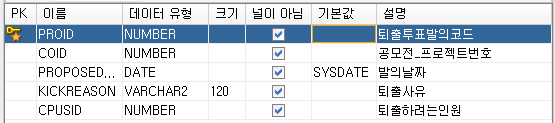 PK 이름 데이터 유형 크기 널이 아님 기본값 설명
PROID NUMBER 퇴출투표발의코드
COID NUMBER 공모전_프로젝트번호
PROPOSED,,, DATE SYSDATE 발의날짜
KICKREASON VARCHAR2 120 퇴출사유
CPUSID NUMBER 퇴출하려는인원